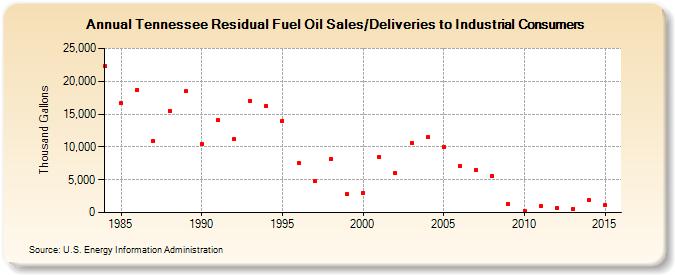 Annual Tennessee Residual Fuel Oil Sales/Deliveries to Industrial Consumers
Thousand Gallons
25,000
20,000
15,000
10,000
5,000
0
1985 1990 1995 2000 2005 2010 2015
Source: U.S. Energy Information Administration